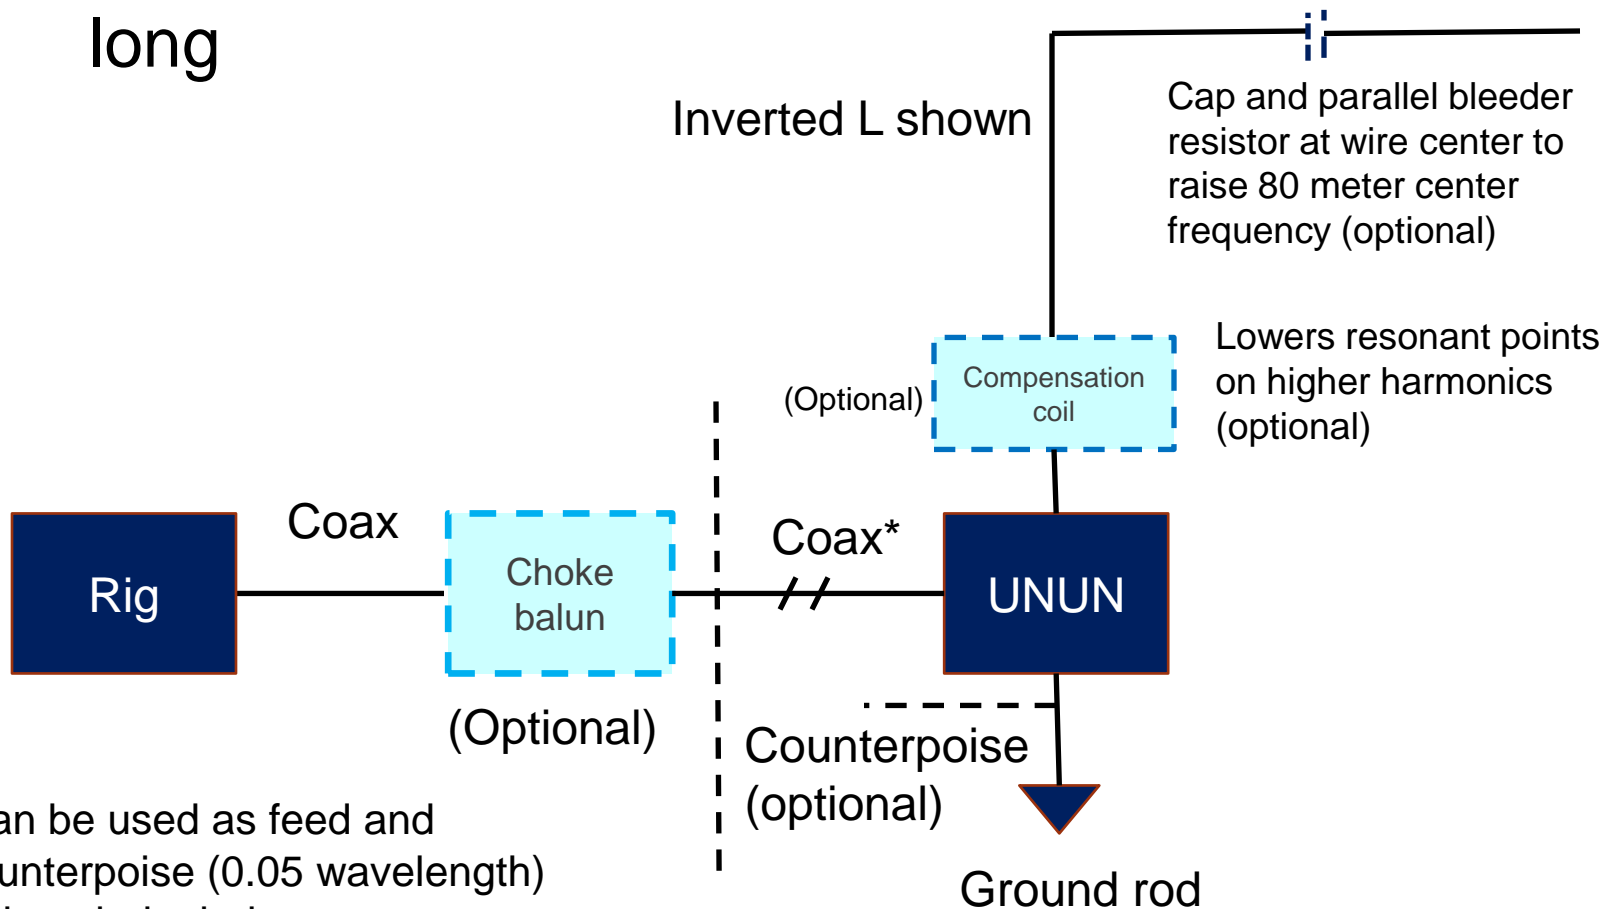 long
Inverted L shown
Cap and parallel bleeder
resistor at wire center to
raise 80 meter center
frequency (optional)
Lowers resonant points
on higher harmonics
(optional)
(Optional)
Compensation
coil
Coax
Coax*
Rig
Choke
balun
UNUN
(Optional)
Counterpoise
(optional)
an be used as feed and
unterpoise (0.05 wavelength)
Ground rod